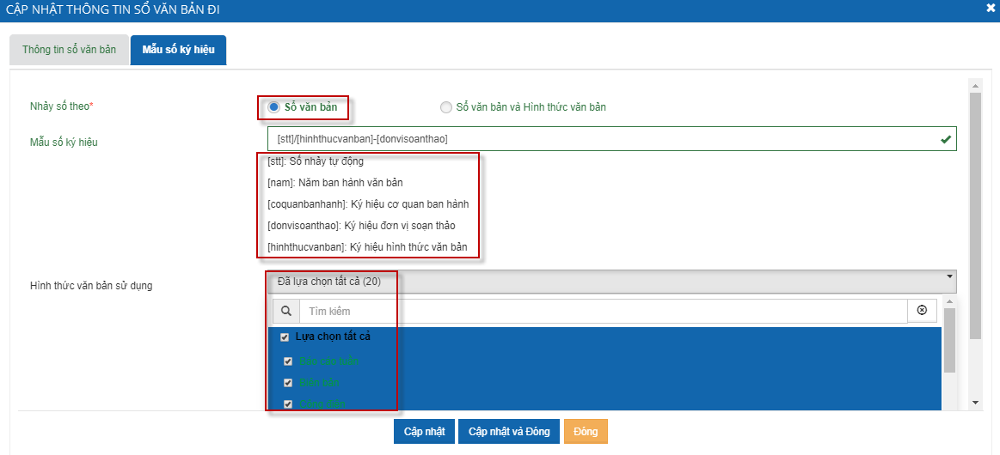 CẬP NHẬT THÔNG TIN SỔ VĂN BẢN ĐI
Thông tin sổ văn bản
Mẫu số ký hiệu
Nhảy số theo*
Sổ văn bản
Sổ văn bản và Hình thức văn bản
Mẫu số ký hiệu
[stt]/[hinhthucvanban]-[donvisoanthao]
[stt]: Số nhảy tự động
[nam]: Năm ban hành văn bản
[coquanbanhanh]: Ký hiệu cơ quan ban hành
[donvisoanthao]: Ký hiệu đơn vị soạn thảo
[hinhthucvanban]: Ký hiệu hình thức văn bản
Hình thức văn bản sử dụng
Đã lựa chọn tất cả (20)
Tìm kiếm
Lựa chọn tất cả
Báo cáo tuần
Biên bản
Công điện
Cập nhật
Cập nhật và Đóng
Đóng